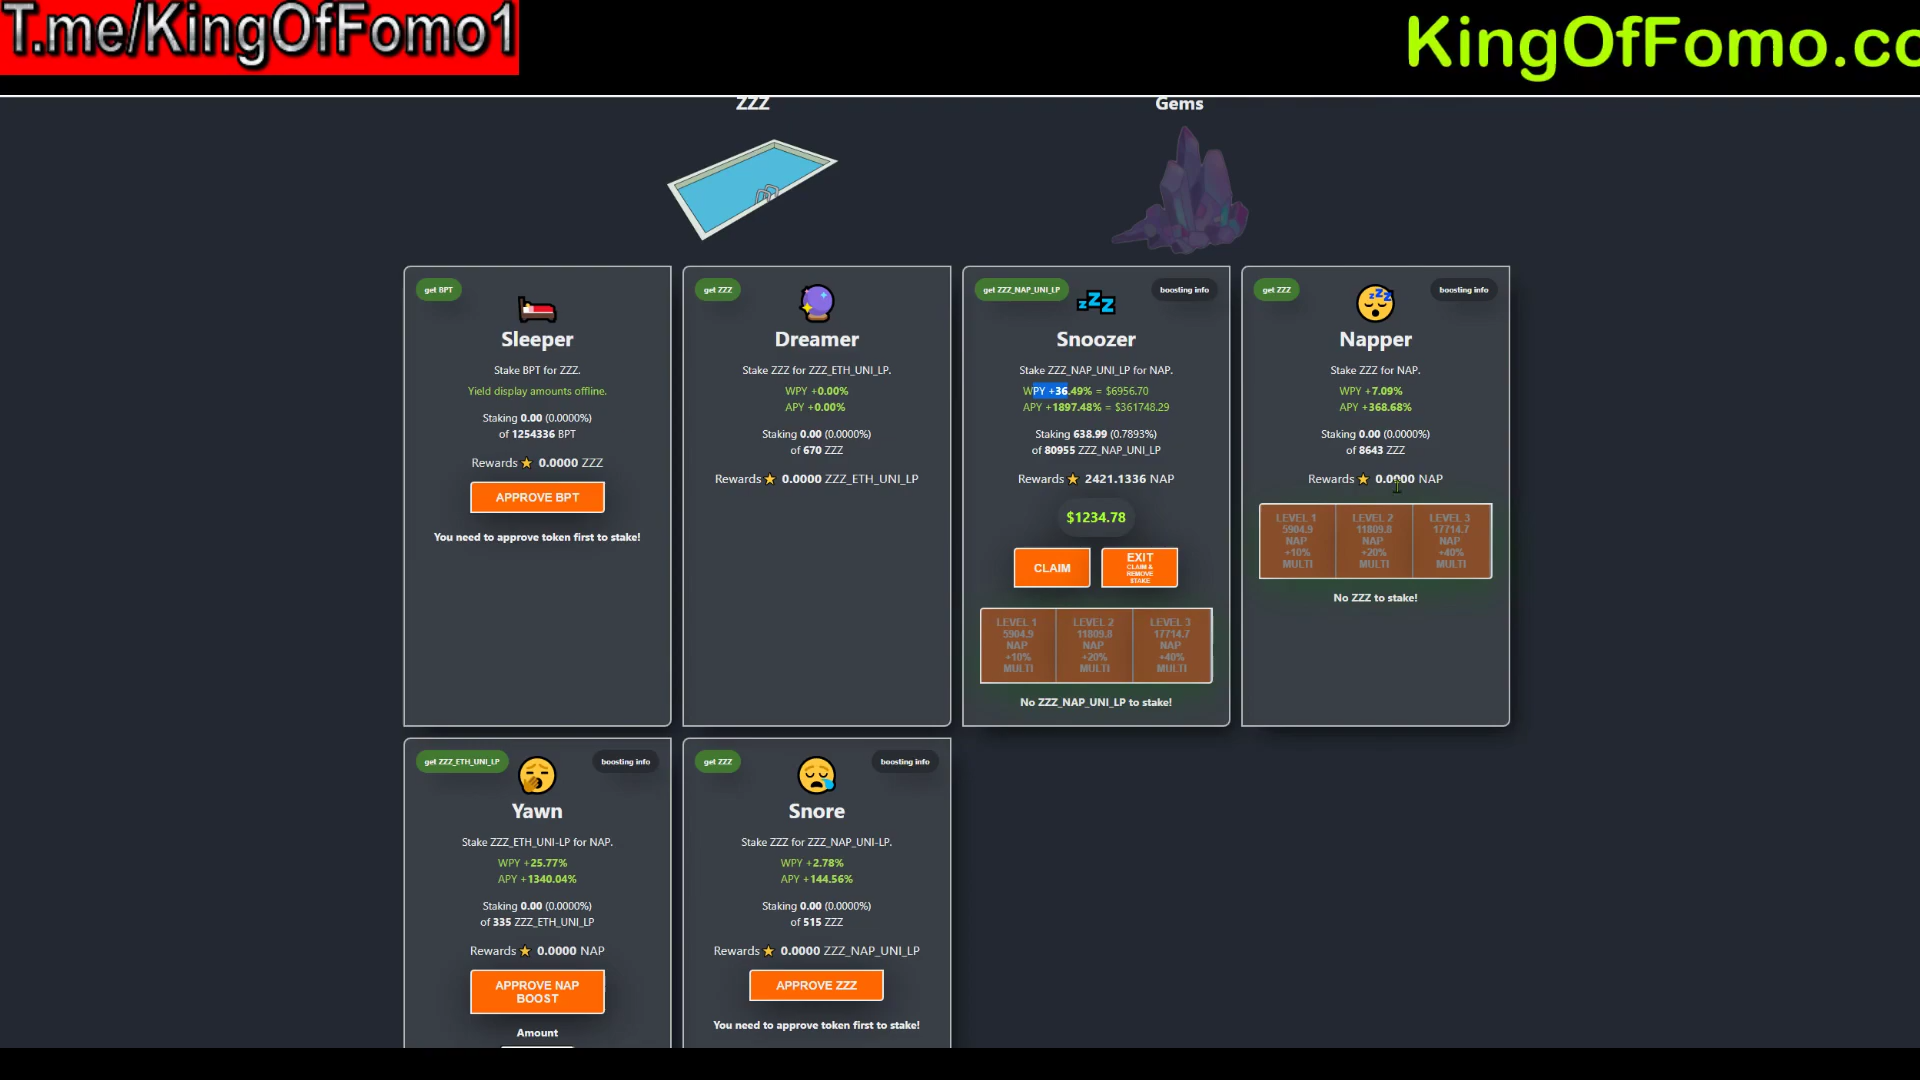 T.me/KingOfFomo1
KingOfFomo.co
ZZZ
Gems
get BPT
Sleeper
Stake BPT for ZZZ.
Yield display amounts offline.
Staking 0.00 (0.0000%)
of 1254336 BPT
Rewards ⭐ 0.0000 ZZZ
APPROVE BPT
You need to approve token first to stake!
get ZZZ
Dreamer
Stake ZZZ for ZZZ_ETH_UNI_LP.
WPY +0.00%
APY +0.00%
Staking 0.00 (0.0000%)
of 670 ZZZ
Rewards ⭐ 0.0000 ZZZ_ETH_UNI_LP
get ZZZ_NAP_UNI_LP
boosting info
zZZ
Snoozer
Stake ZZZ_NAP_UNI_LP for NAP.
WPY +36.49% = $6956.70
APY +1897.48% = $361748.29
Staking 638.99 (0.7893%)
of 80955 ZZZ_NAP_UNI_LP
Rewards ⭐ 2421.1336 NAP
$1234.78
CLAIM
EXIT
CLAIM &
REMOVE
STAKE
LEVEL 1
5904.9
NAP
+10%
MULTI
LEVEL 2
11809.8
NAP
+20%
MULTI
LEVEL 3
17714.7
NAP
+40%
MULTI
No ZZZ_NAP_UNI_LP to stake!
get ZZZ
boosting info
Napper
Stake ZZZ for NAP.
WPY +7.09%
APY +368.68%
Staking 0.00 (0.0000%)
of 8643 ZZZ
Rewards ⭐ 0.0000 NAP
LEVEL 1
5904.9
NAP
+10%
MULTI
LEVEL 2
11809.8
NAP
+20%
MULTI
LEVEL 3
17714.7
NAP
+40%
MULTI
No ZZZ to stake!
get ZZZ_ETH_UNI_LP
boosting info
Yawn
Stake ZZZ_ETH_UNI-LP for NAP.
WPY +25.77%
APY +1340.04%
Staking 0.00 (0.0000%)
of 335 ZZZ_ETH_UNI_LP
Rewards ⭐ 0.0000 NAP
APPROVE NAP
BOOST
Amount
get ZZZ
boosting info
Snore
Stake ZZZ for ZZZ_NAP_UNI-LP.
WPY +2.78%
APY +144.56%
Staking 0.00 (0.0000%)
of 515 ZZZ
Rewards ⭐ 0.0000 ZZZ_NAP_UNI_LP
APPROVE ZZZ
You need to approve token first to stake!